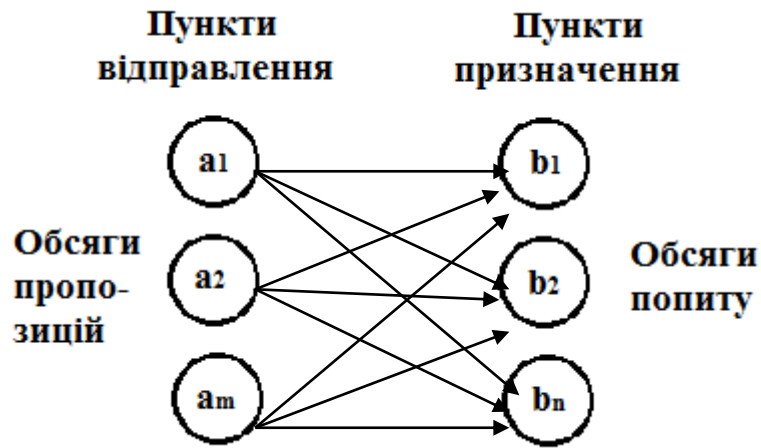 Пункти
відправлення
Пункти
призначення
a1
b1
Обсяги
пропо-
зицій
a2
b2
Обсяги
попиту
am
bn